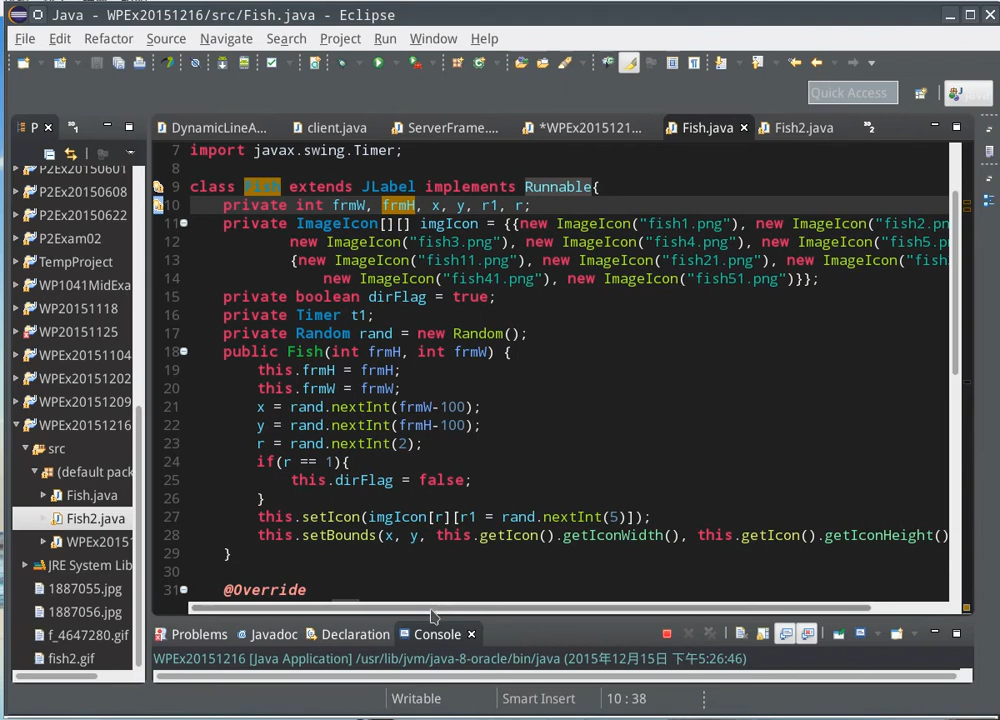 Java - WPEx20151216/src/Fish.java - Eclipse
File Edit Refactor Source Navigate Search Project Run Window Help
Quick Access
P
DynamicLineA...
client.java
ServerFrame....
*WPEx2015121...
Fish.java
Fish2.java
P2Ex20150601
P2Ex20150608
P2Ex20150622
P2Exam02
TempProject
WP1041MidExa
WP20151118
WP20151125
WPEx20151104
WPEx20151202
WPEx20151209
WPEx20151216
src
(default pack
Fish.java
Fish2.java
WPEx2015
JRE System Lib
1887055.jpg
1887056.jpg
f_4647280.gif
fish2.gif
7 import javax.swing.Timer;
8
9 class Fish extends JLabel implements Runnable{
10 private int frmW, frmH, x, y, r1, r;
11 private ImageIcon[][] imgIcon = {{new ImageIcon("fish1.png"), new ImageIcon("fish2.pn
12 new ImageIcon("fish3.png"), new ImageIcon("fish4.png"), new ImageIcon("fish5.p
13 {new ImageIcon("fish11.png"), new ImageIcon("fish21.png"), new ImageIcon("fish
14 new ImageIcon("fish41.png"), new ImageIcon("fish51.png")}};
15 private boolean dirFlag = true;
16 private Timer t1;
17 private Random rand = new Random();
18 public Fish(int frmH, int frmW) {
19 this.frmH = frmH;
20 this.frmW = frmW;
21 x = rand.nextInt(frmW-100);
22 y = rand.nextInt(frmH-100);
23 r = rand.nextInt(2);
24 if(r == 1){
25 this.dirFlag = false;
26 }
27 this.setIcon(imgIcon[r][r1 = rand.nextInt(5)]);
28 this.setBounds(x, y, this.getIcon().getIconWidth(), this.getIcon().getIconHeight()
29 }
30
31 @Override
Problems Javadoc Declaration Console
WPEx20151216 [Java Application] /usr/lib/jvm/java-8-oracle/bin/java (2015年12月15日 下午5:26:46)
Writable Smart Insert 10 : 38